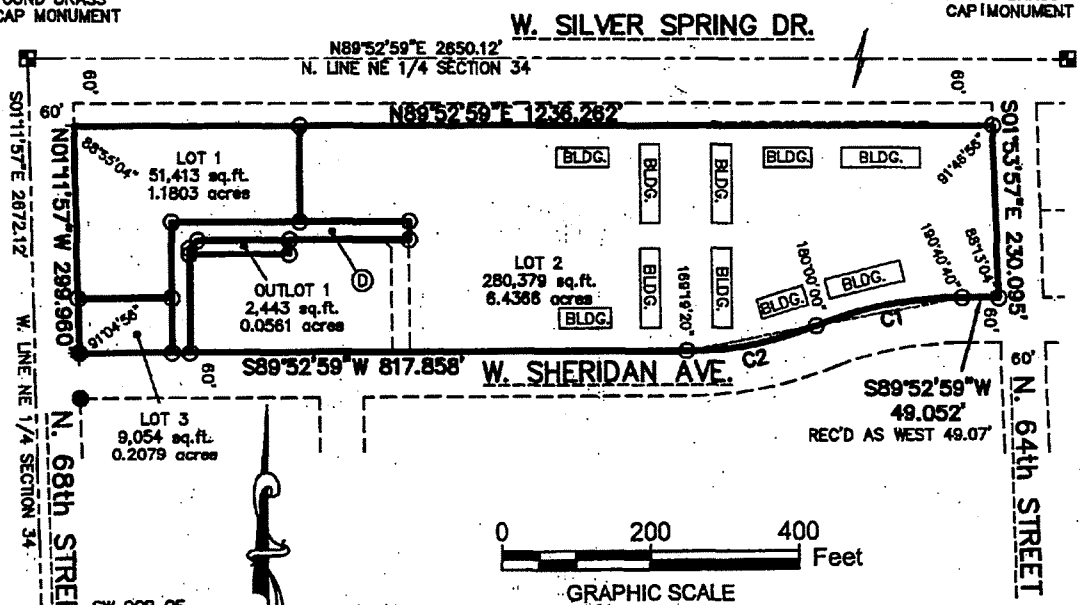 CAP MONUMENT
CAP MONUMENT
W. SILVER SPRING DR.
N89°52'59"E 2650.12'
N. LINE NE 1/4 SECTION 34
60'
60'
60'
N89°52'59"E 1236.262'
S01°11'57"E 2672.12'
W. LINE NE 1/4 SECTION 34
N01°11'57"W 299.960'
88°55'04"
LOT 1
51,413 sq.ft.
1.1803 acres
BLDG.
BLDG.
BLDG.
BLDG.
BLDG.
91°46'56"
S01°53'57"E 230.095'
LOT 2
280,379 sq.ft.
6.4366 acres
BLDG.
BLDG.
BLDG.
BLDG.
BLDG.
169°19'20"
180°00'00"
190°40'40"
88°13'04"
D
OUTLOT 1
2,443 sq.ft.
0.0561 acres
91°04'56"
C1
C2
60'
60'
60'
S89°52'59"W 817.858'
W. SHERIDAN AVE.
S89°52'59"W
49.052'
REC'D AS WEST 49.07'
LOT 3
9,054 sq.ft.
0.2079 acres
N. 68th
N. 64th STREET
0 200 400
Feet
GRAPHIC SCALE